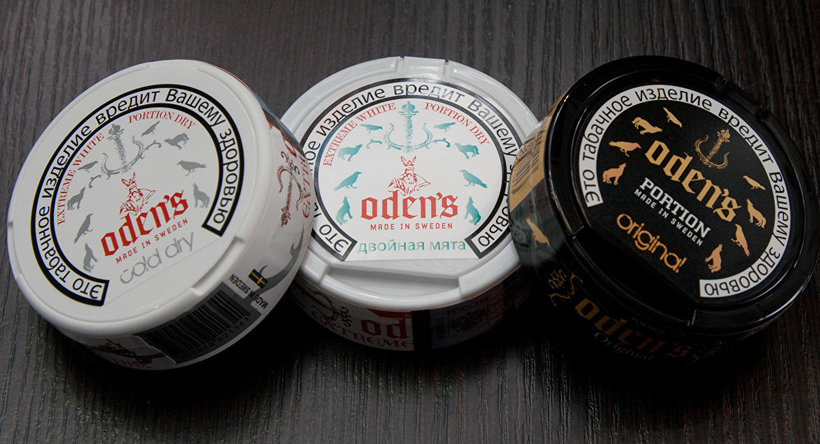 Это табачное изделие вредит Вашему здоровью
EXTREME WHITE PORTION DRY
oden's
MADE IN SWEDEN
cold dry
MADE IN SWEDEN
Это табачное изделие вредит Вашему здоровью
EXTREME WHITE PORTION DRY
oden's
MADE IN SWEDEN
двойная мята
EXTREME
Это табачное изделие вредит Вашему здоровью
oden's
PORTION
MADE IN SWEDEN
original
oden's
Original